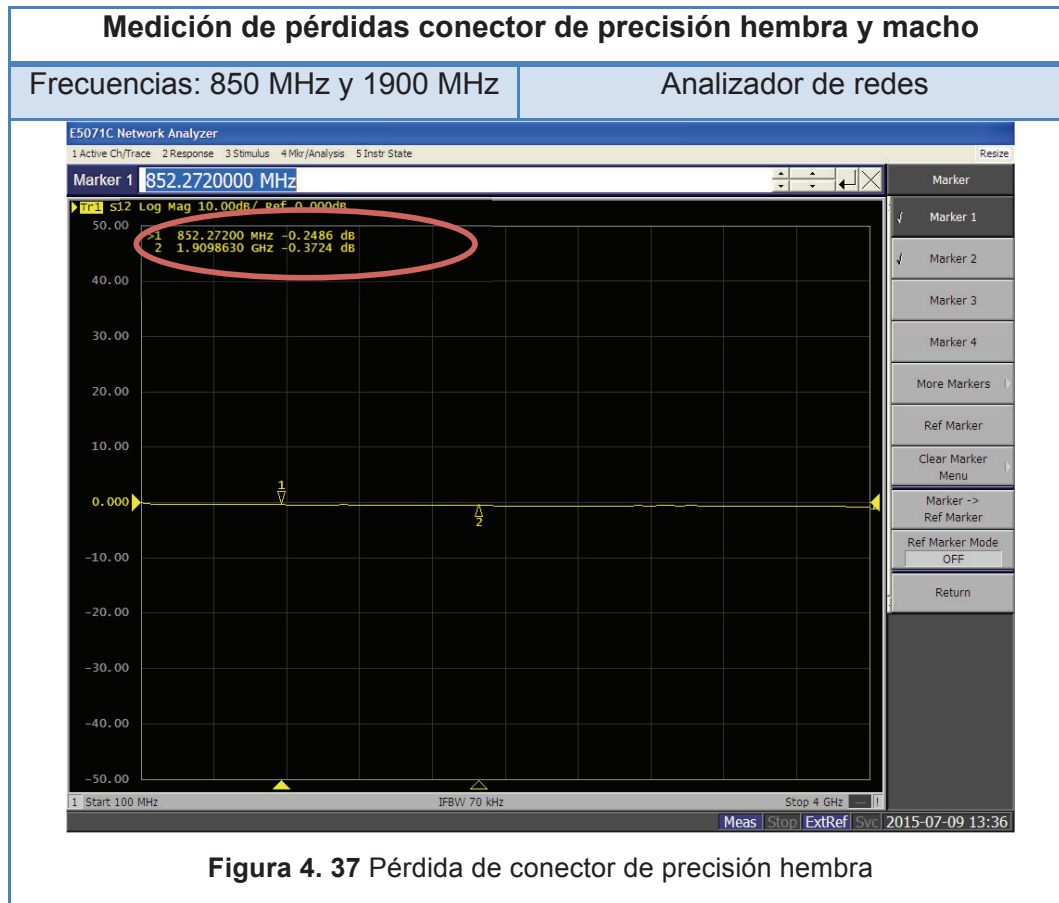 Medición de pérdidas conector de precisión hembra y macho
Frecuencias: 850 MHz y 1900 MHz
Analizador de redes
E5071C Network Analyzer
1 Active Ch/Trace 2 Response 3 Stimulus 4 Mkr/Analysis 5 Instr State
Resize
Marker 1 852.2720000 MHz
Tr1 S12 Log Mag 10.00dB/ Ref 0.000dB
>1 852.27200 MHz -0.2486 dB
2 1.9098630 GHz -0.3724 dB
50.00
40.00
30.00
20.00
10.00
0.000
-10.00
-20.00
-30.00
-40.00
-50.00
1
2
1 Start 100 MHz
IFBW 70 kHz
Stop 4 GHz
!
Marker
√ Marker 1
√ Marker 2
Marker 3
Marker 4
More Markers
Ref Marker
Clear Marker
Menu
Marker ->
Ref Marker
Ref Marker Mode
OFF
Return
Meas Stop ExtRef Svc 2015-07-09 13:36
Figura 4. 37 Pérdida de conector de precisión hembra